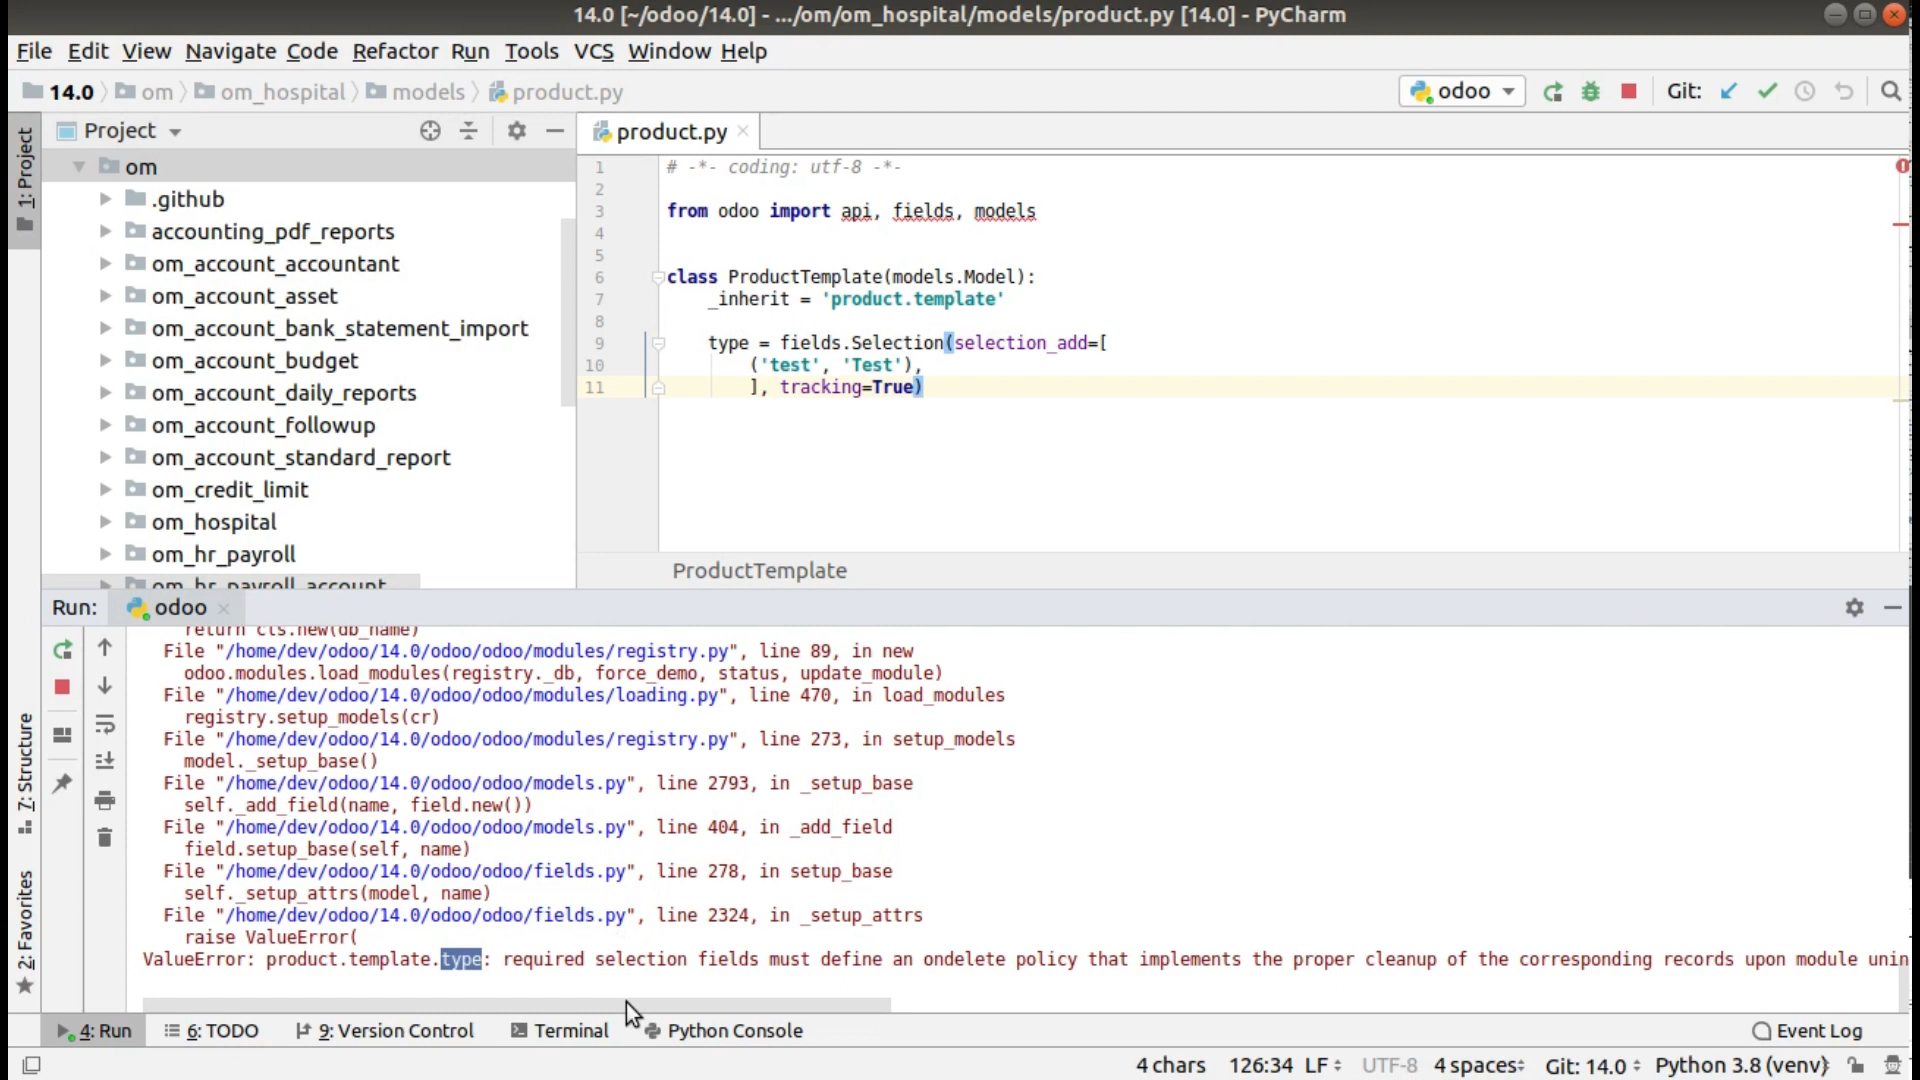 14.0 [~/odoo/14.0] - .../om/om_hospital/models/product.py [14.0] - PyCharm
File Edit View Navigate Code Refactor Run Tools VCS Window Help
14.0 om om_hospital models product.py odoo Git:
1: Project
Project
om
.github
accounting_pdf_reports
om_account_accountant
om_account_asset
om_account_bank_statement_import
om_account_budget
om_account_daily_reports
om_account_followup
om_account_standard_report
om_credit_limit
om_hospital
om_hr_payroll
om_hr_payroll_account
product.py
1 # -*- coding: utf-8 -*-
2
3 from odoo import api, fields, models
4
5
6 class ProductTemplate(models.Model):
7 _inherit = 'product.template'
8
9 type = fields.Selection(selection_add=[
10 ('test', 'Test'),
11 ], tracking=True)
ProductTemplate
Run: odoo
return cls.new(db_name)
File "/home/dev/odoo/14.0/odoo/odoo/modules/registry.py", line 89, in new
odoo.modules.load_modules(registry._db, force_demo, status, update_module)
File "/home/dev/odoo/14.0/odoo/odoo/modules/loading.py", line 470, in load_modules
registry.setup_models(cr)
File "/home/dev/odoo/14.0/odoo/odoo/modules/registry.py", line 273, in setup_models
model._setup_base()
File "/home/dev/odoo/14.0/odoo/odoo/models.py", line 2793, in _setup_base
self._add_field(name, field.new())
File "/home/dev/odoo/14.0/odoo/odoo/models.py", line 404, in _add_field
field.setup_base(self, name)
File "/home/dev/odoo/14.0/odoo/odoo/fields.py", line 278, in setup_base
self._setup_attrs(model, name)
File "/home/dev/odoo/14.0/odoo/odoo/fields.py", line 2324, in _setup_attrs
raise ValueError(
ValueError: product.template.type: required selection fields must define an ondelete policy that implements the proper cleanup of the corresponding records upon module unin
7: Structure
2: Favorites
4: Run 6: TODO 9: Version Control Terminal Python Console Event Log
4 chars 126:34 LF UTF-8 4 spaces Git: 14.0 Python 3.8 (venv)